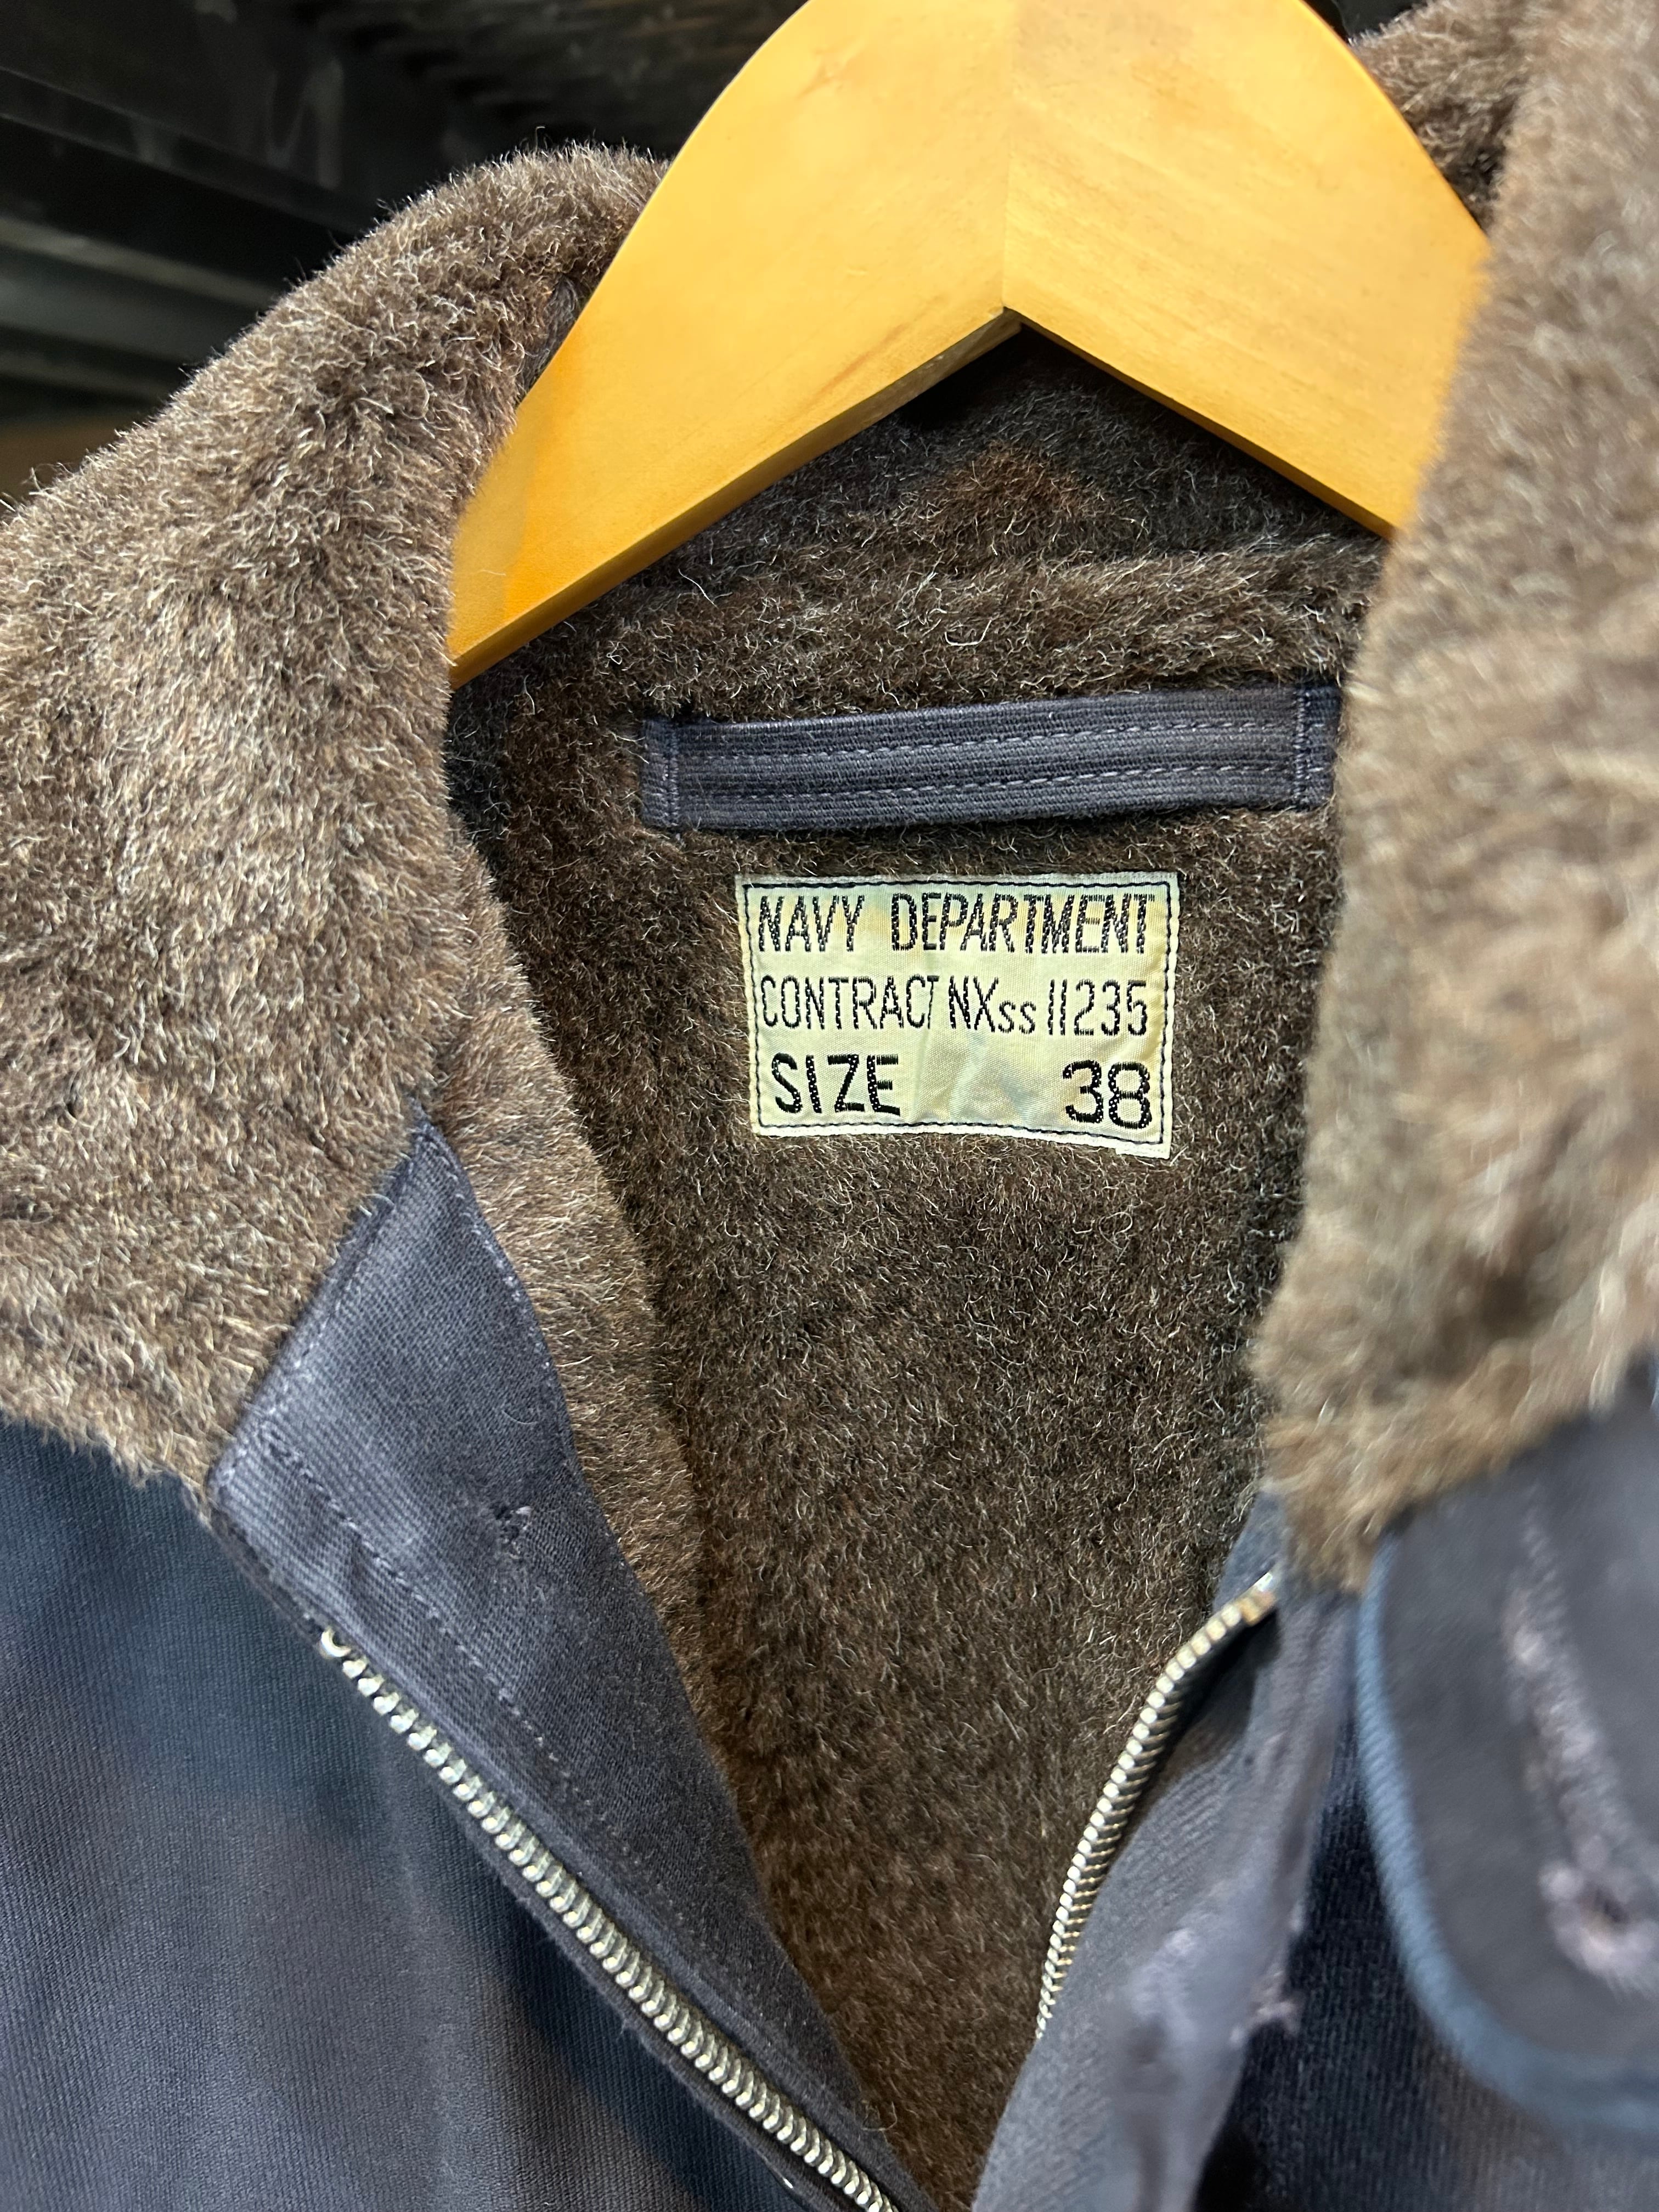 NAVY DEPARTMENT
CONTRACT NXss 11235
SIZE 38